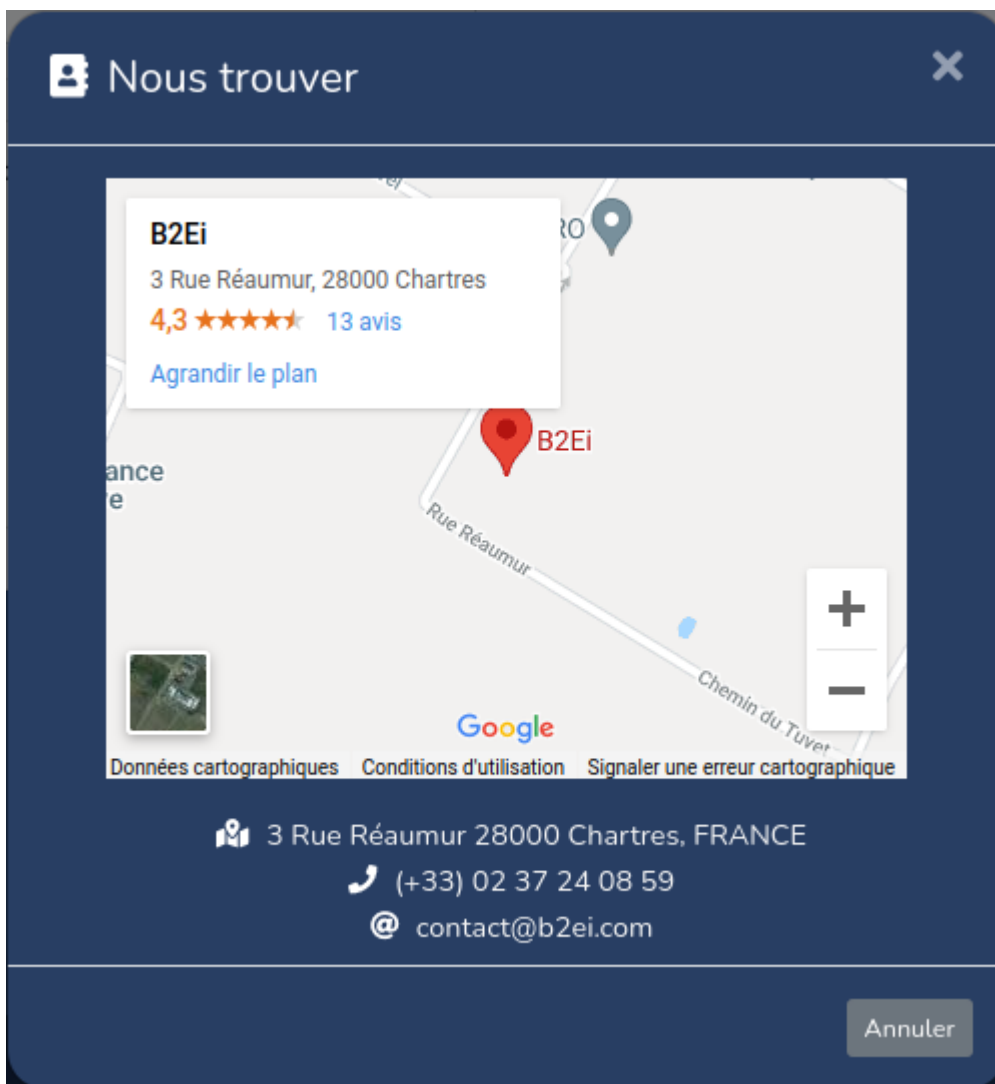 Nous trouver
B2Ei
3 Rue Réaumur, 28000 Chartres
4,3
13 avis
Agrandir le plan
B2Ei
Rue Réaumur
Chemin du Tuvet
Google
Données cartographiques
Conditions d'utilisation
Signaler une erreur cartographique
3 Rue Réaumur 28000 Chartres, FRANCE
(+33) 02 37 24 08 59
@ contact@b2ei.com
Annuler